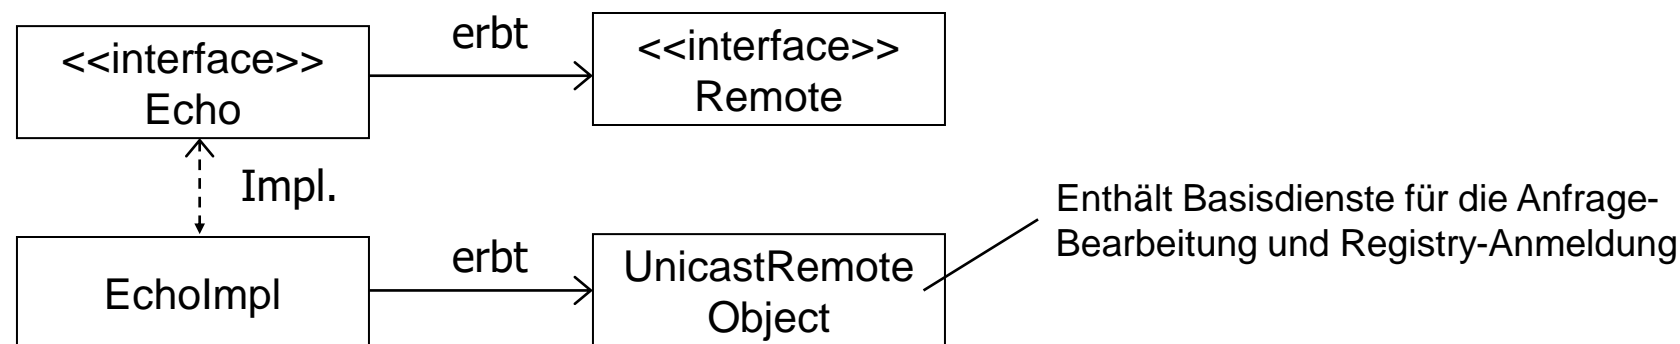 <<interface>>
Echo
erbt
<<interface>>
Remote
Impl.
EchoImpl
erbt
UnicastRemote
Object
Enthält Basisdienste für die Anfrage-
Bearbeitung und Registry-Anmeldung